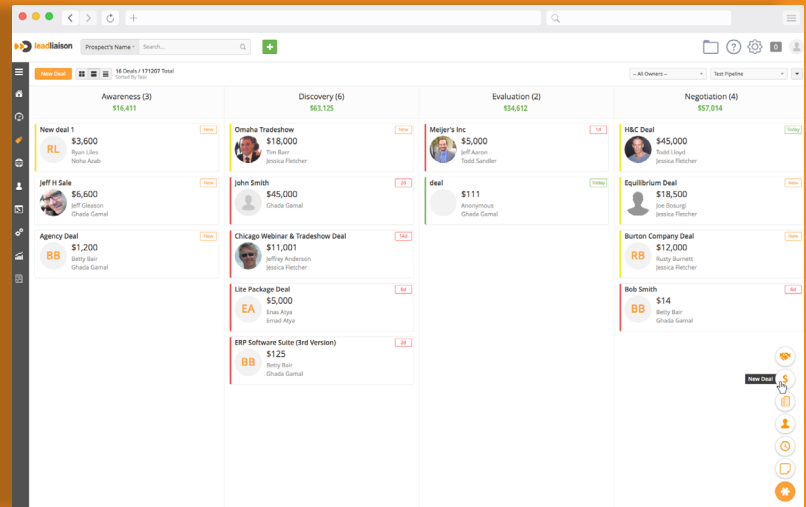 leadliaison
Prospect's Name
Search...
New Deal
16 Deals / 171207 Total
Sorted By Task
-- All Owners --
Test Pipeline
Awareness (3)
$16,411
Discovery (6)
$63,125
Evaluation (2)
$34,612
Negotiation (4)
$57,014
New deal 1
New
RL
$3,600
Ryan Liles
Noha Azab
Jeff H Sale
New
$6,600
Jeff Gleason
Ghada Gamal
Agency Deal
New
BB
$1,200
Betty Bair
Ghada Gamal
Omaha Tradeshow
New
$18,000
Tim Barr
Jessica Fletcher
John Smith
$45,000
Ghada Gamal
Chicago Webinar & Tradeshow Deal
$11,001
Jeffrey Anderson
Jessica Fletcher
Lite Package Deal
6d
EA
$5,000
Enas Atya
Emad Atya
ERP Software Suite (3rd Version)
BB
$125
Betty Bair
Ghada Gamal
Meijer's Inc
$5,000
Jeff Aaron
Todd Sandler
deal
Today
$111
Anonymous
Ghada Gamal
H&C Deal
Today
$45,000
Todd Lloyd
Jessica Fletcher
Equilibrium Deal
New
$18,500
Joe Bosurgi
Jessica Fletcher
Burton Company Deal
New
RB
$12,000
Rusty Burnett
Jessica Fletcher
Bob Smith
6d
BB
$14
Betty Bair
Ghada Gamal
New Deal